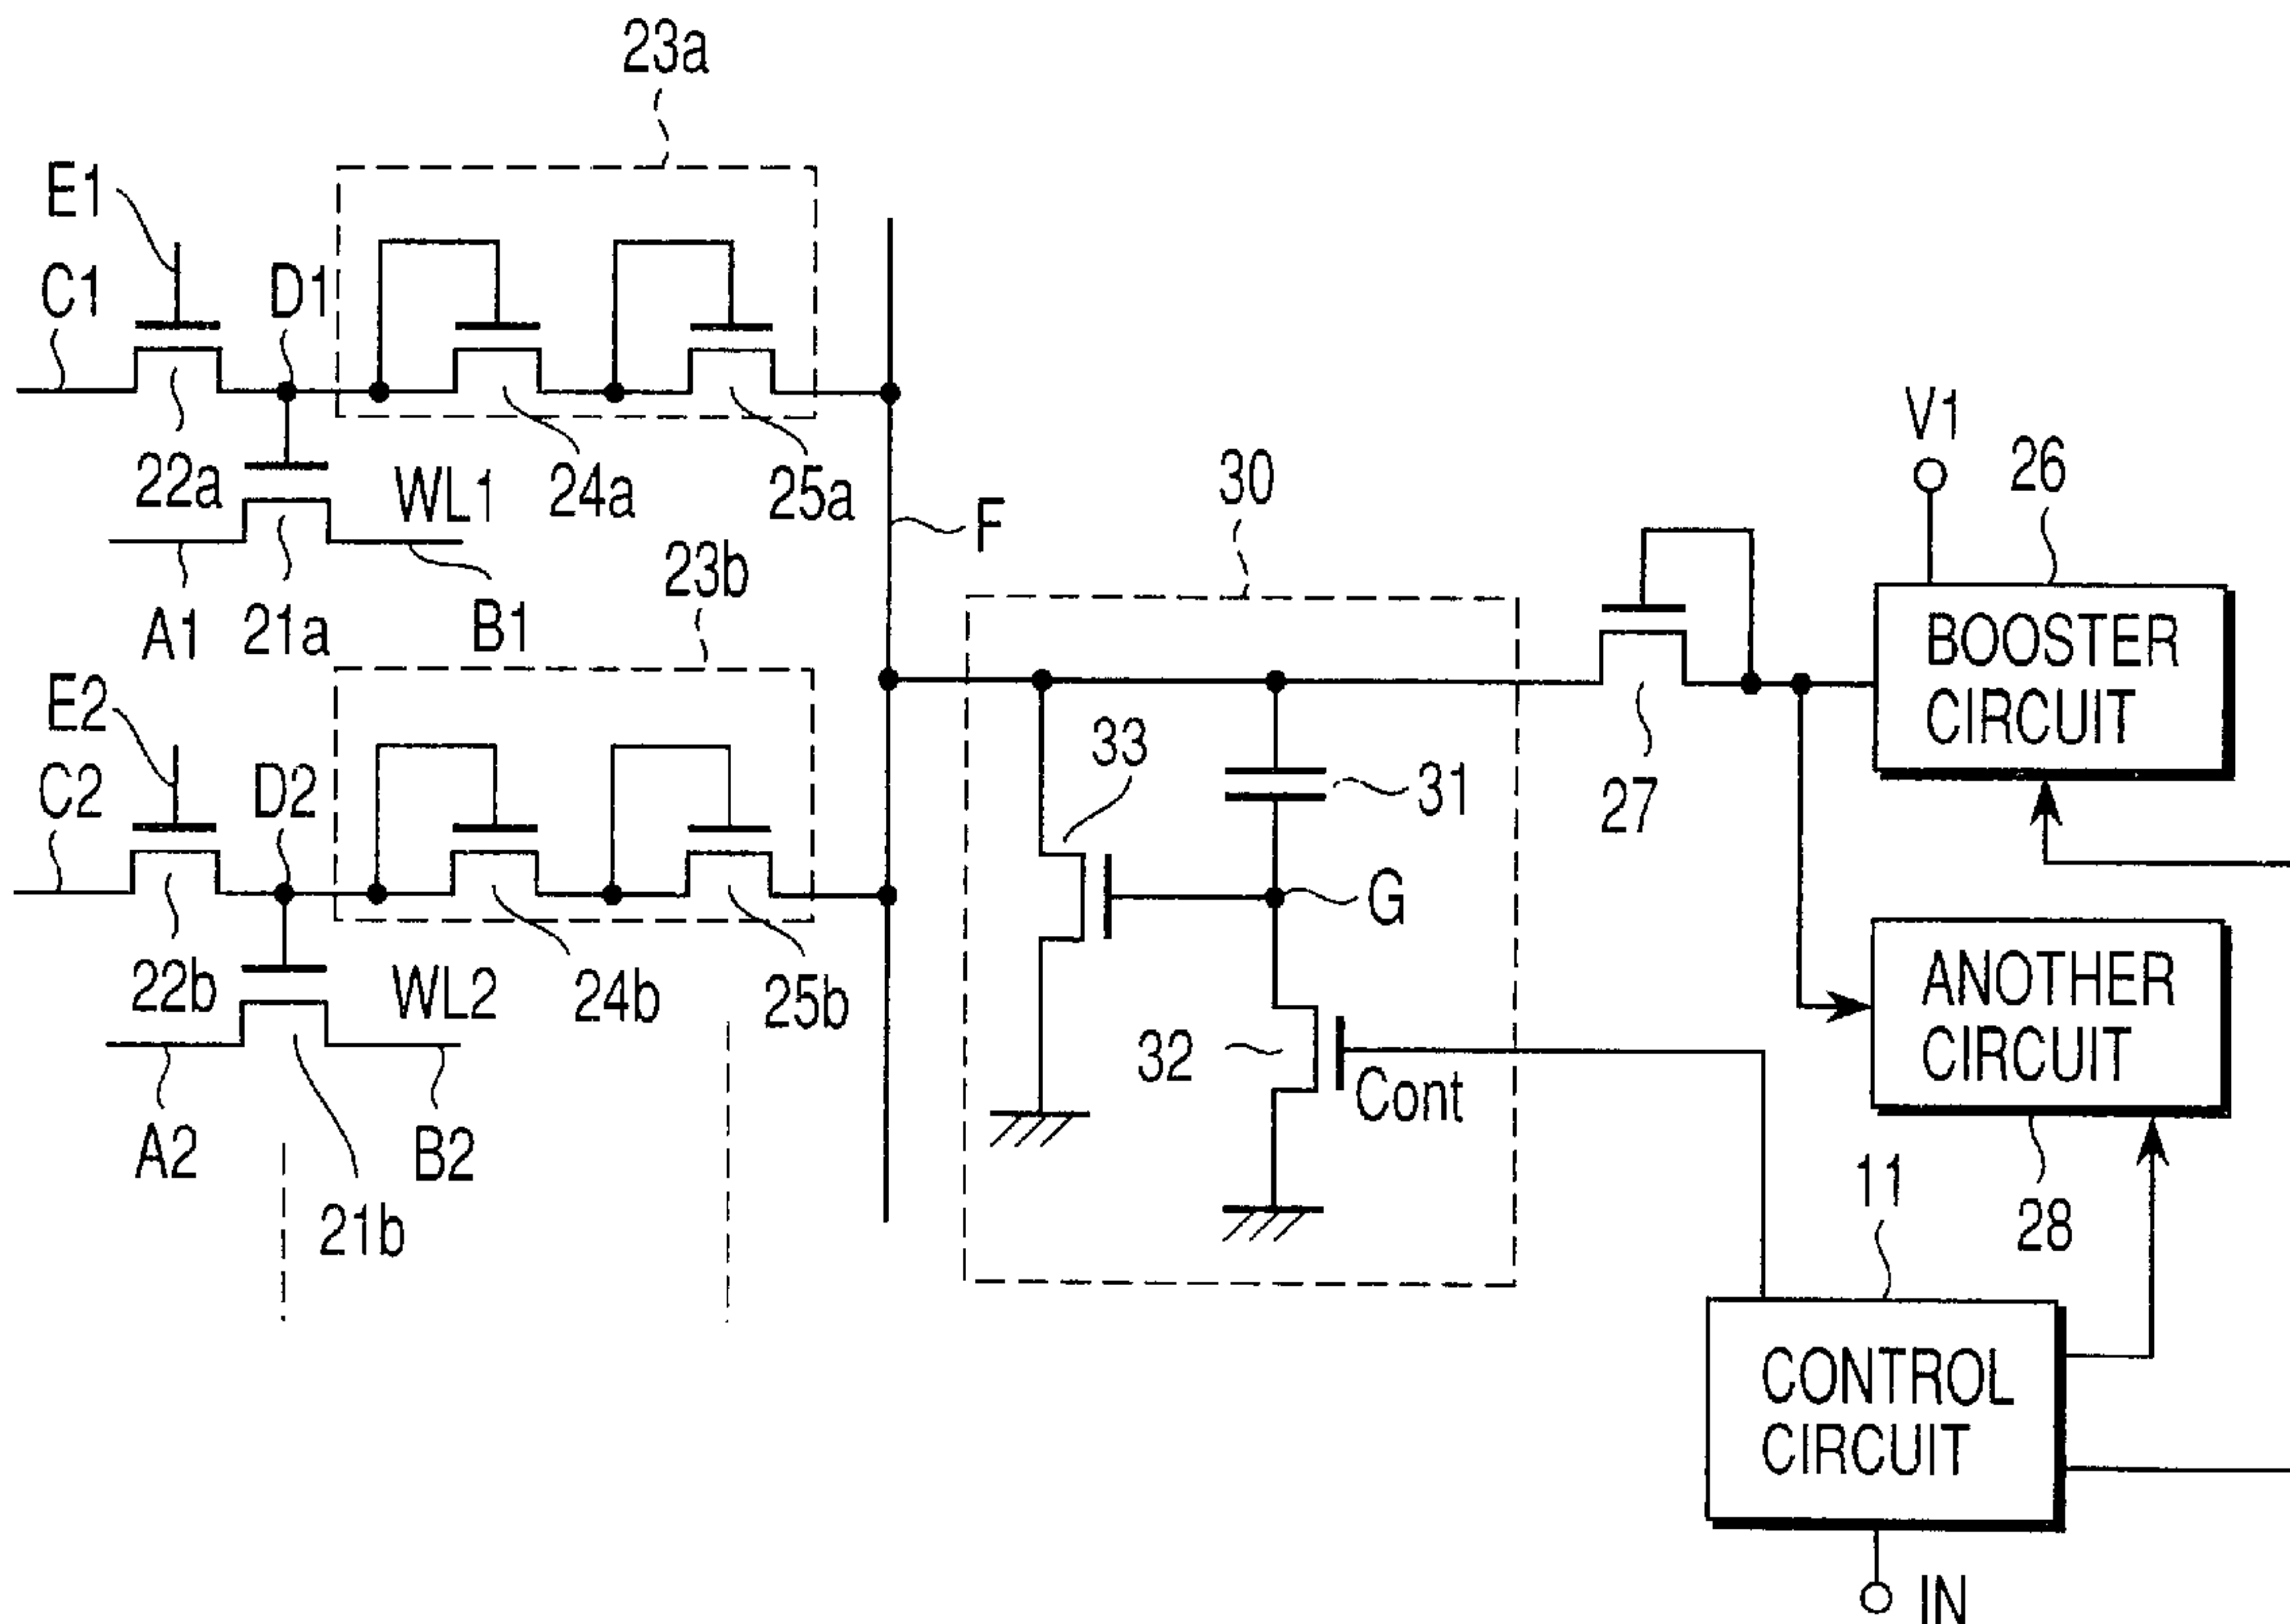 23a
E1
C1
D1
22a
WL1
24a
25a
A1
21a
B1
F
30
V1
26
BOOSTER
CIRCUIT
23b
E2
C2
D2
33
31
27
G
22b
WL2
24b
25b
32
Cont
ANOTHER
CIRCUIT
A2
B2
21b
11
28
CONTROL
CIRCUIT
IN